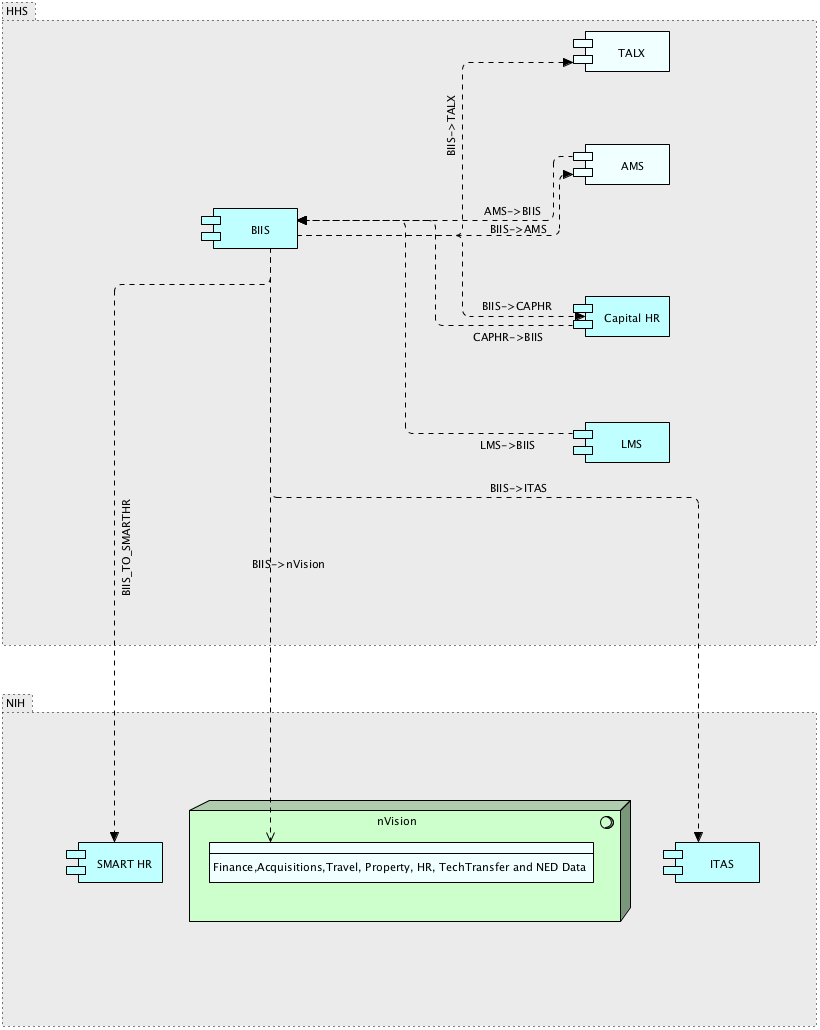 HHS
TALX
BIIS->TALX
AMS
AMS->BIIS
BIIS
BIIS->AMS
BIIS->CAPHR
Capital HR
CAPHR->BIIS
LMS
LMS->BIIS
BIIS->ITAS
BIIS_TO_SMARTHR
BIIS->nVision
NIH
nVision
SMART HR
Finance,Acquisitions,Travel, Property, HR, TechTransfer and NED Data
ITAS